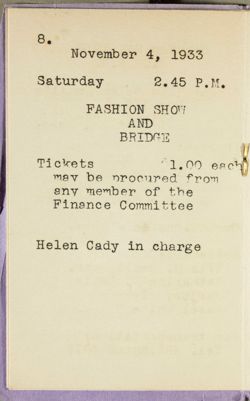 8.
November 4, 1933
Saturday 2.45 P.M.
FASHION SHOW
AND
BRIDGE
Tickets 1.00 each
may be procured from
any member of the
Finance Committee
Helen Cady in charge